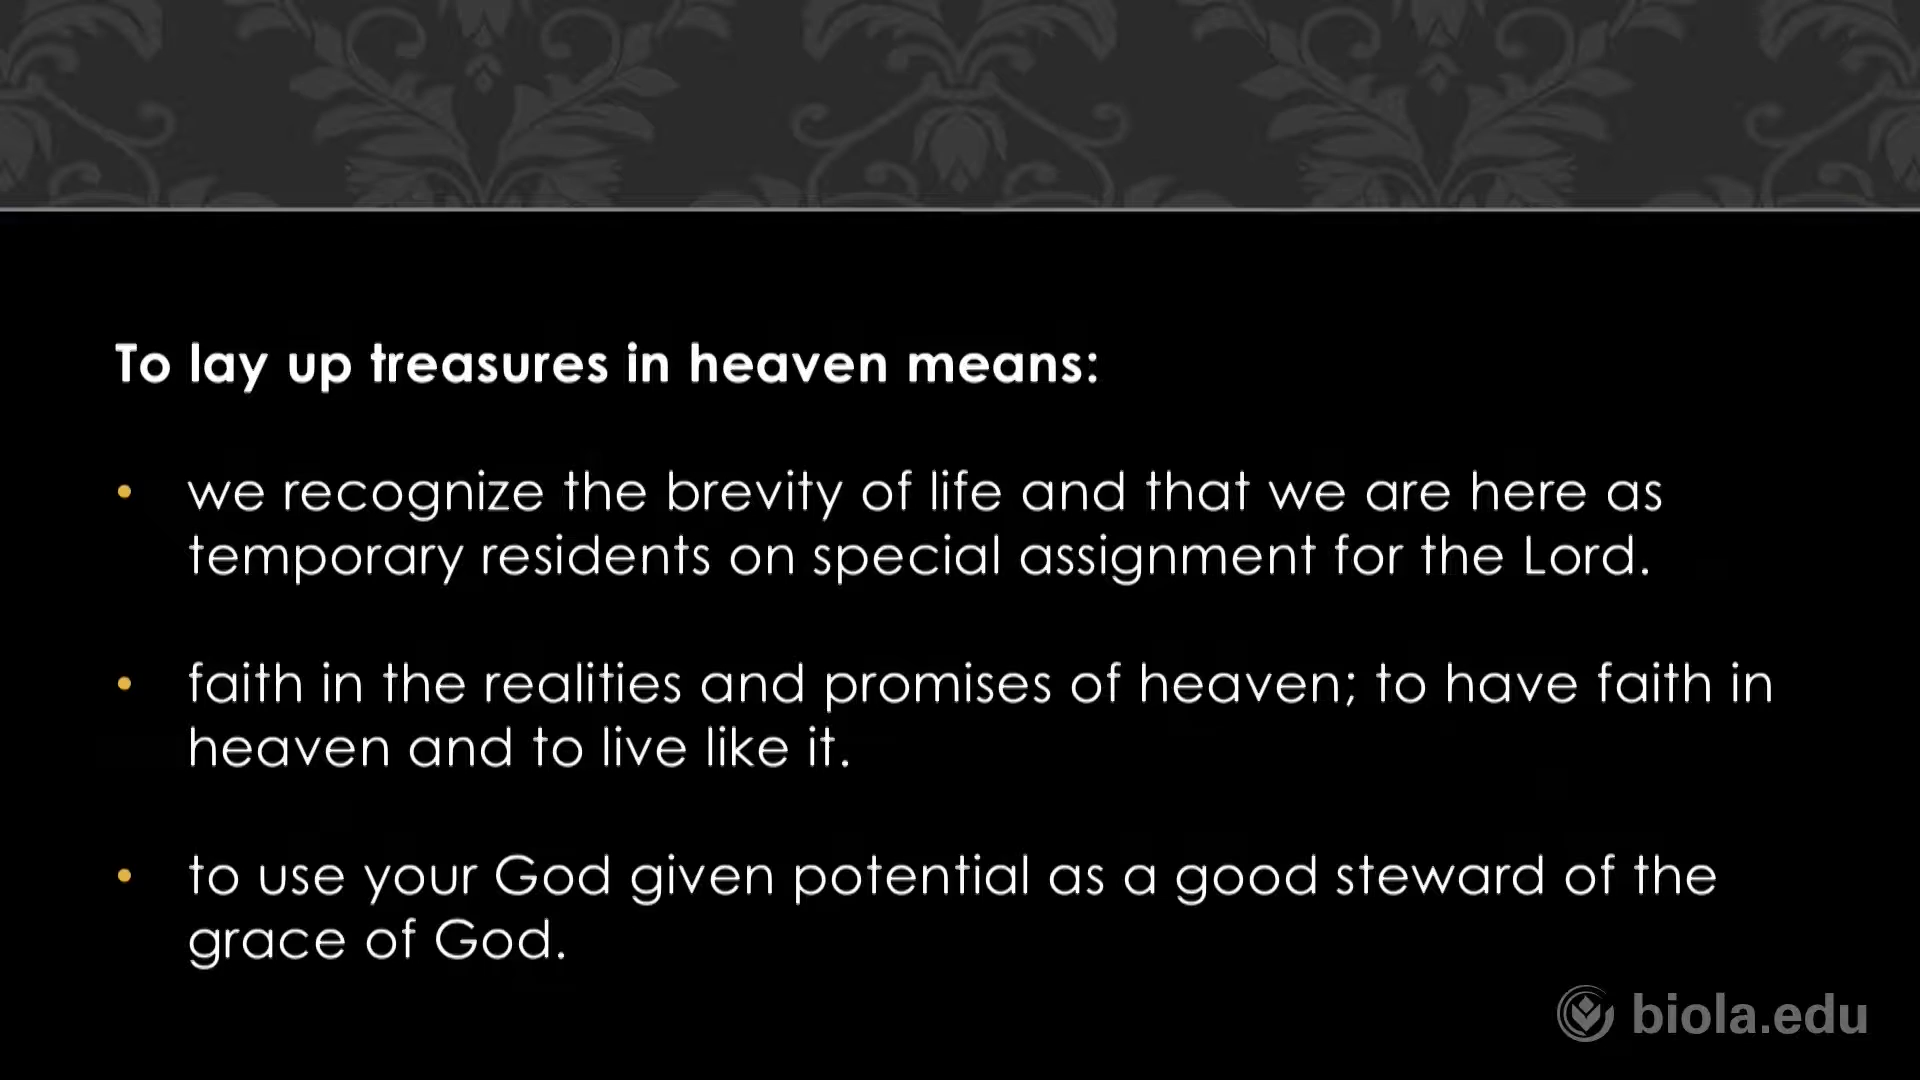 To lay up treasures in heaven means:
• we recognize the brevity of life and that we are here as
temporary residents on special assignment for the Lord.
• faith in the realities and promises of heaven; to have faith in
heaven and to live like it.
• to use your God given potential as a good steward of the
grace of God.
biola.edu